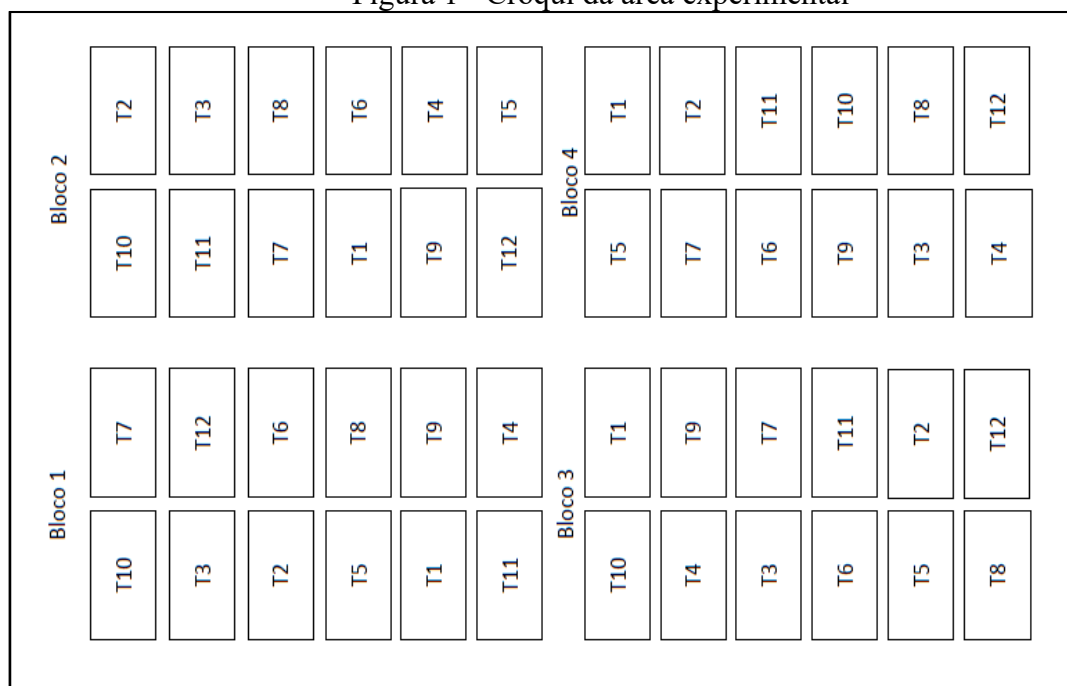 Figura 1 - Croqui da área experimental
Bloco 2
T2 T3 T8 T6 T4 T5
T10 T11 T7 T1 T9 T12
Bloco 4
T1 T2 T11 T10 T8 T12
T5 T7 T6 T9 T3 T4
Bloco 1
T7 T12 T6 T8 T9 T4
T10 T3 T2 T5 T1 T11
Bloco 3
T1 T9 T7 T11 T2 T12
T10 T4 T3 T6 T5 T8